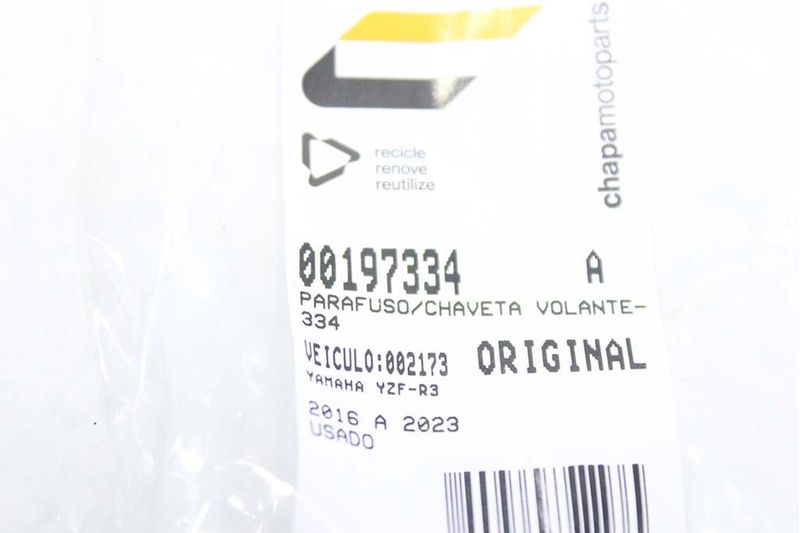 chapamotoparts
recicle
renove
reutilize
00197334 A
PARAFUSO/CHAVETA VOLANTE-
334
VEICULO:002173 ORIGINAL
YAMAHA YZF-R3
2016 A 2023
USADO